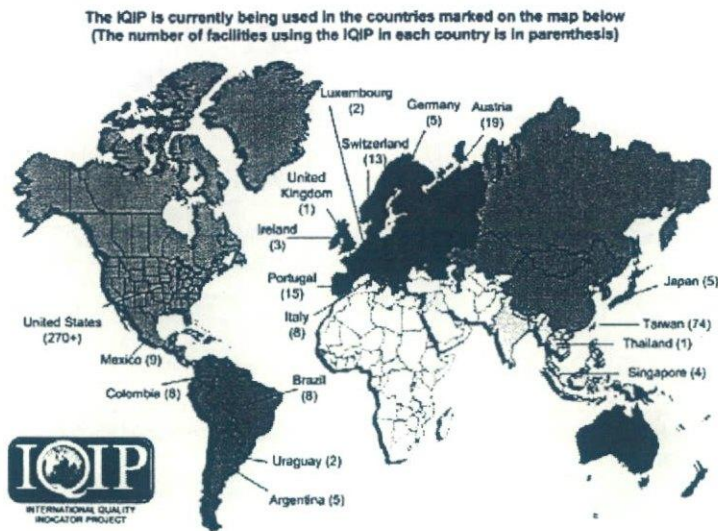 The IQIP is currently being used in the countries marked on the map below
(The number of facilities using the IQIP in each country is in parenthesis)
Luxembourg
(2)
Germany
(5)
Austria
(19)
Switzerland
(13)
United
Kingdom
(1)
Ireland
(3)
Portugal
(15)
Italy
(8)
Japan (5)
United States
(270+)
Taiwan (74)
Mexico (9)
Thailand (1)
Colombia (8)
Brazil
(8)
Singapore (4)
Uraguay (2)
Argentina (5)
IQIP
INTERNATIONAL QUALITY
INDICATOR PROJECT